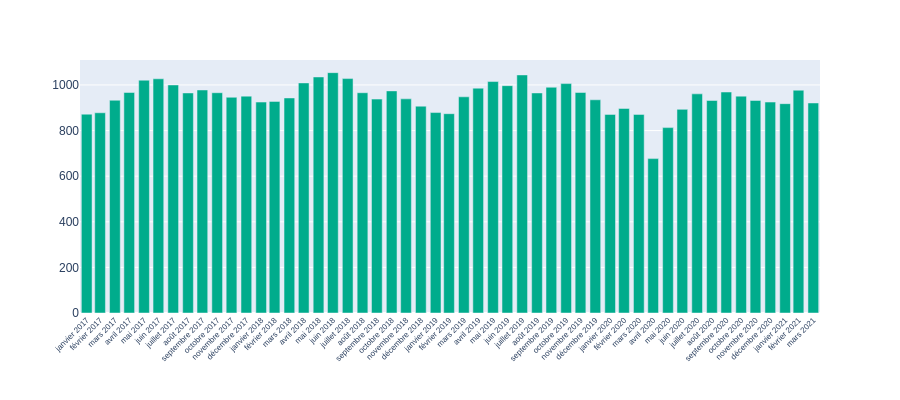 1000
800
600
400
200
0
janvier 2017
février 2017
mars 2017
avril 2017
mai 2017
juin 2017
juillet 2017
août 2017
septembre 2017
octobre 2017
novembre 2017
décembre 2017
janvier 2018
février 2018
mars 2018
avril 2018
mai 2018
juin 2018
juillet 2018
août 2018
septembre 2018
octobre 2018
novembre 2018
décembre 2018
janvier 2019
février 2019
mars 2019
avril 2019
mai 2019
juin 2019
juillet 2019
août 2019
septembre 2019
octobre 2019
novembre 2019
décembre 2019
janvier 2020
février 2020
mars 2020
avril 2020
mai 2020
juin 2020
juillet 2020
août 2020
septembre 2020
octobre 2020
novembre 2020
décembre 2020
janvier 2021
février 2021
mars 2021